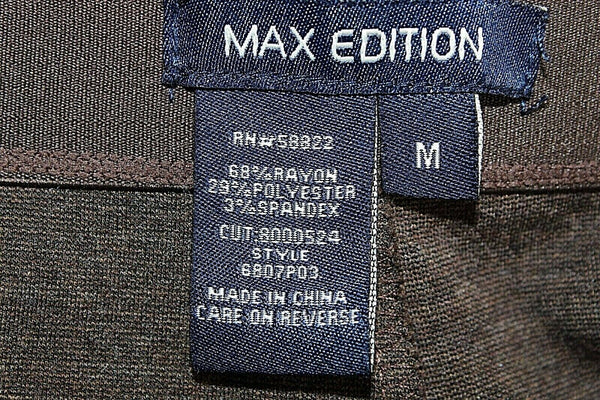 MAX EDITION
M
RN#58822
68%RAYON
29%POLYESTER
3%SPANDEX
CUT:8000524
STYLE
6807P03
MADE IN CHINA
CARE ON REVERSE